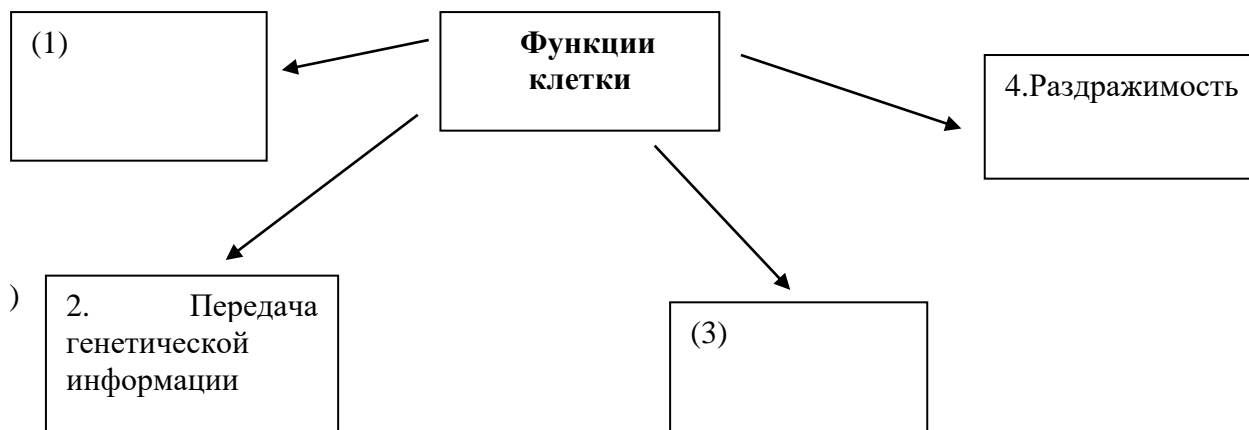 (1)
Функции
клетки
4.Раздражимость
)
2. Передача
генетической
информации
(3)